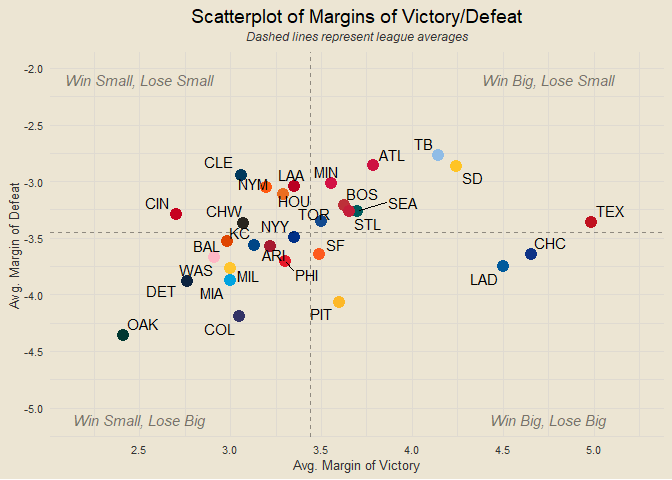 Scatterplot of Margins of Victory/Defeat
Dashed lines represent league averages
-2.0
Win Small, Lose Small
Win Big, Lose Small
-2.5
TB
ATL
CLE
MIN
SD
LAA
NYM
-3.0
HOU
BOS
SEA
CIN
CHW
TOR
TEX
STL
NYY
KC
-3.5
BAL
SF
CHC
ARI
WAS
MIL
PHI
LAD
DET
MIA
-4.0
PIT
OAK
COL
-4.5
Win Small, Lose Big
Win Big, Lose Big
-5.0
Avg. Margin of Defeat
2.5
3.0
3.5
4.0
4.5
5.0
Avg. Margin of Victory